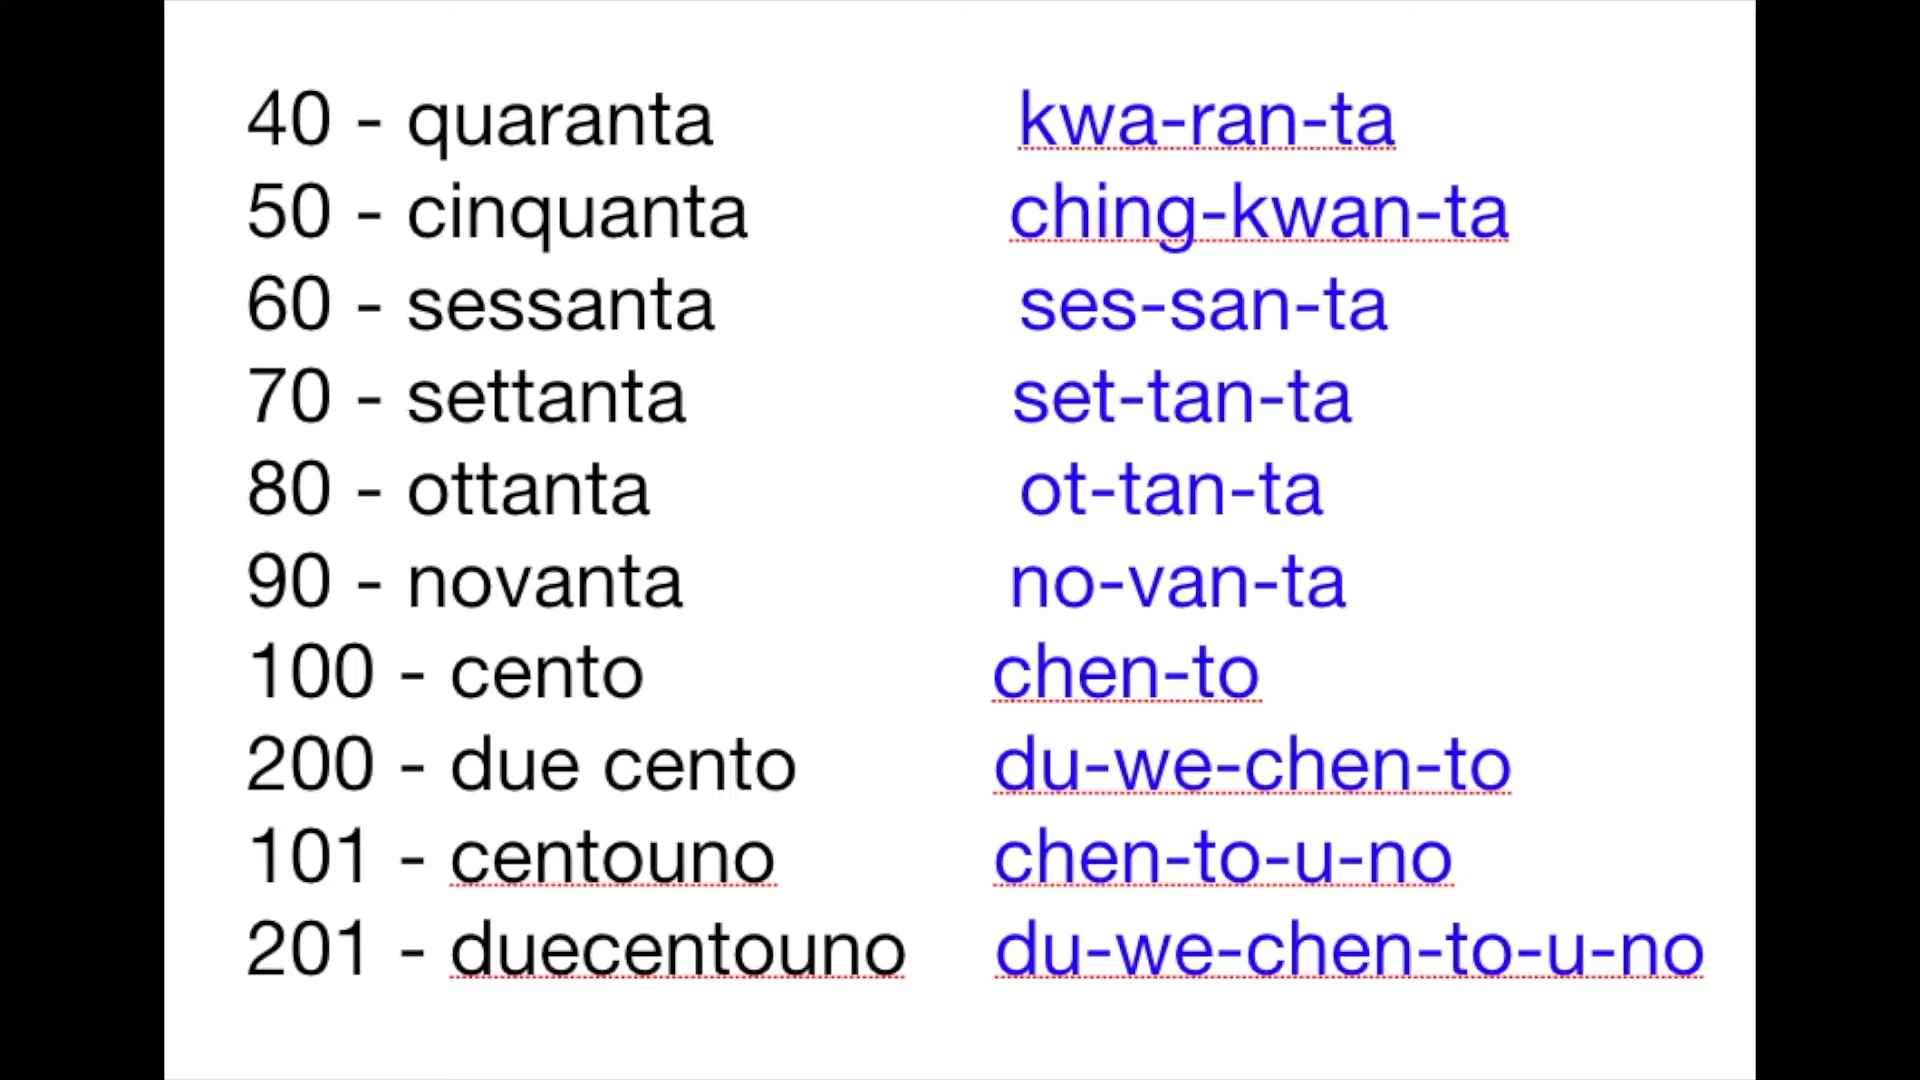 40 - quaranta kwa-ran-ta
50 - cinquanta ching-kwan-ta
60 - sessanta ses-san-ta
70 - settanta set-tan-ta
80 - ottanta ot-tan-ta
90 - novanta no-van-ta
100 - cento chen-to
200 - due cento du-we-chen-to
101 - centouno chen-to-u-no
201 - duecentouno du-we-chen-to-u-no